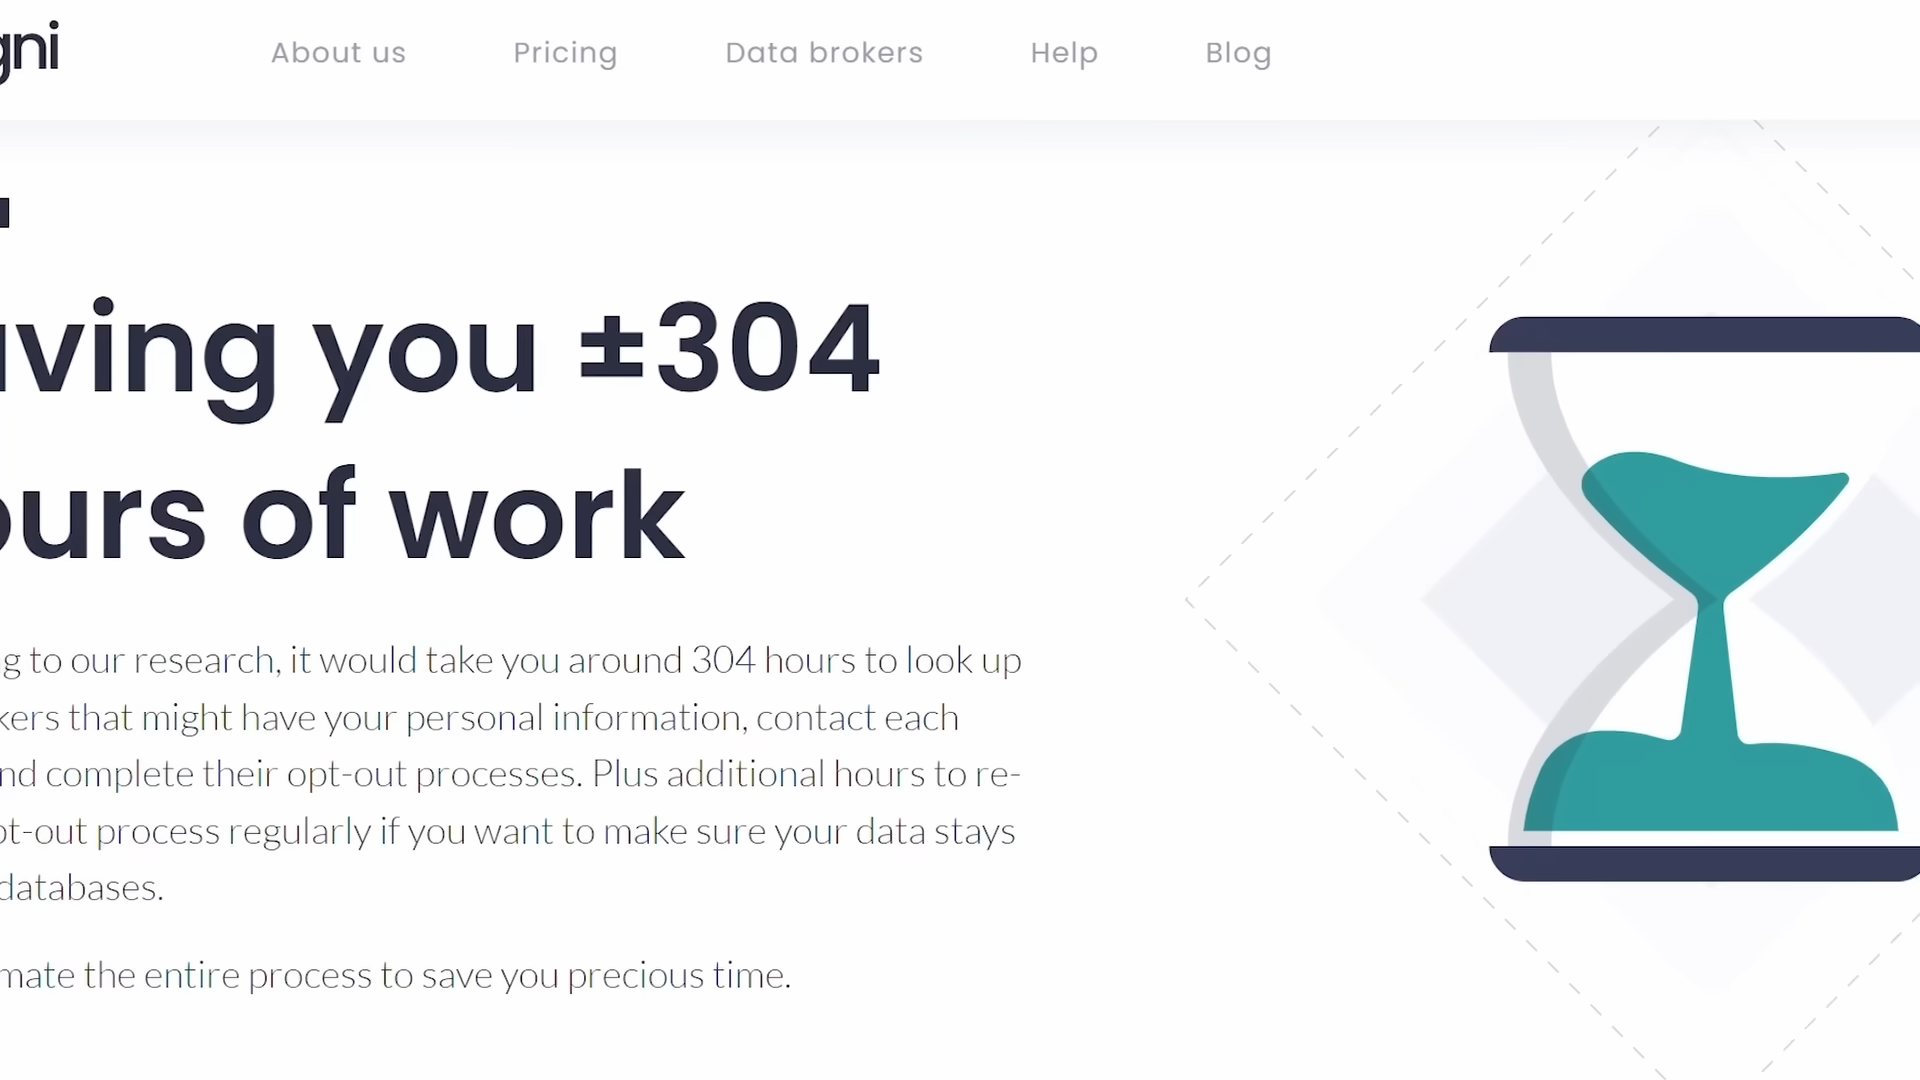 gni
About us Pricing Data brokers Help Blog
aving you ±304
ours of work
g to our research, it would take you around 304 hours to look up
kers that might have your personal information, contact each
nd complete their opt-out processes. Plus additional hours to re-
pt-out process regularly if you want to make sure your data stays
databases.
mate the entire process to save you precious time.